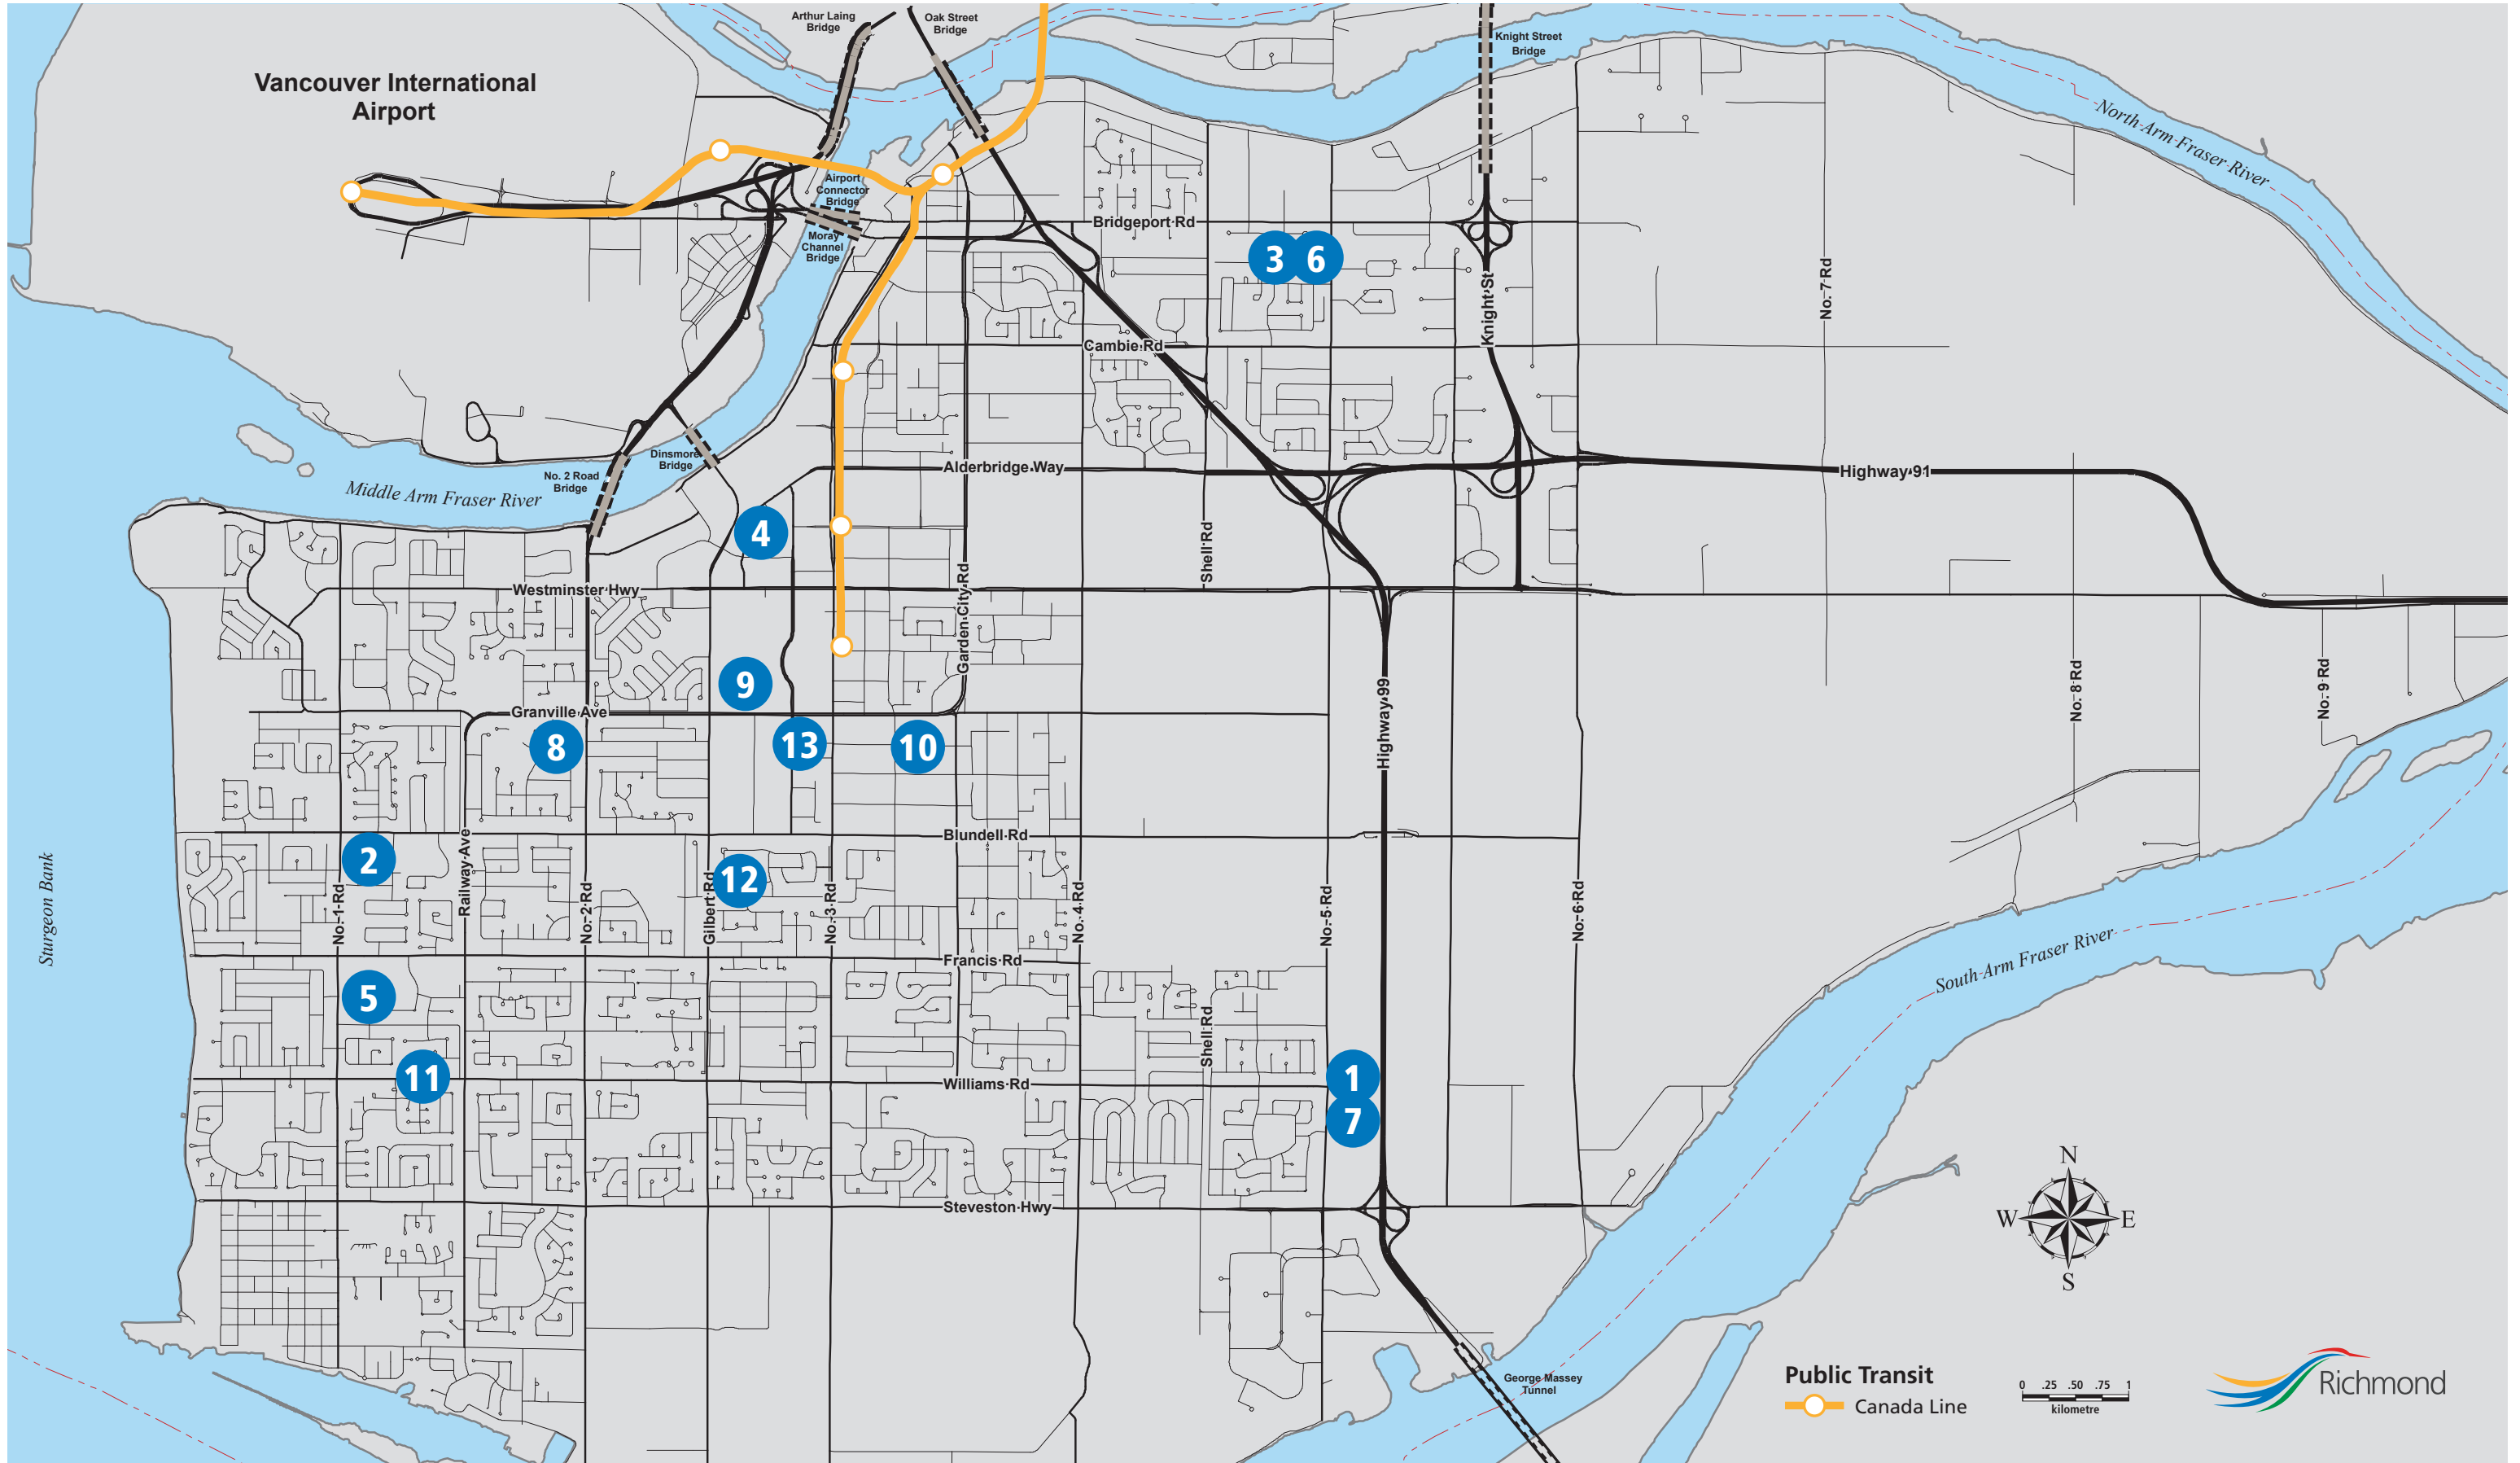 Arthur Laing
Bridge
Oak Street
Bridge
Knight Street
Bridge
Vancouver International
Airport
North Arm Fraser River
Airport
Connector
Bridge
Moray
Channel
Bridge
Bridgeport Rd
3
6
Knight St
No. 7 Rd
Cambie Rd
Dinsmore
Bridge
No. 2 Road
Bridge
Alderbridge Way
Highway 91
Middle Arm Fraser River
4
Shell Rd
Westminster Hwy
Garden City Rd
9
Highway 99
No. 8 Rd
No. 9 Rd
Granville Ave
8
13
10
Blundell Rd
2
Railway Ave
12
Sturgeon Bank
No. 1 Rd
No. 2 Rd
Gilbert Rd
No. 3 Rd
No. 4 Rd
No. 5 Rd
No. 6 Rd
Francis Rd
South Arm Fraser River
5
Shell Rd
11
1
Williams Rd
7
Steveston Hwy
N
W
E
S
George Massey
Tunnel
Public Transit
Canada Line
0 .25 .50 .75 1
kilometre
Richmond